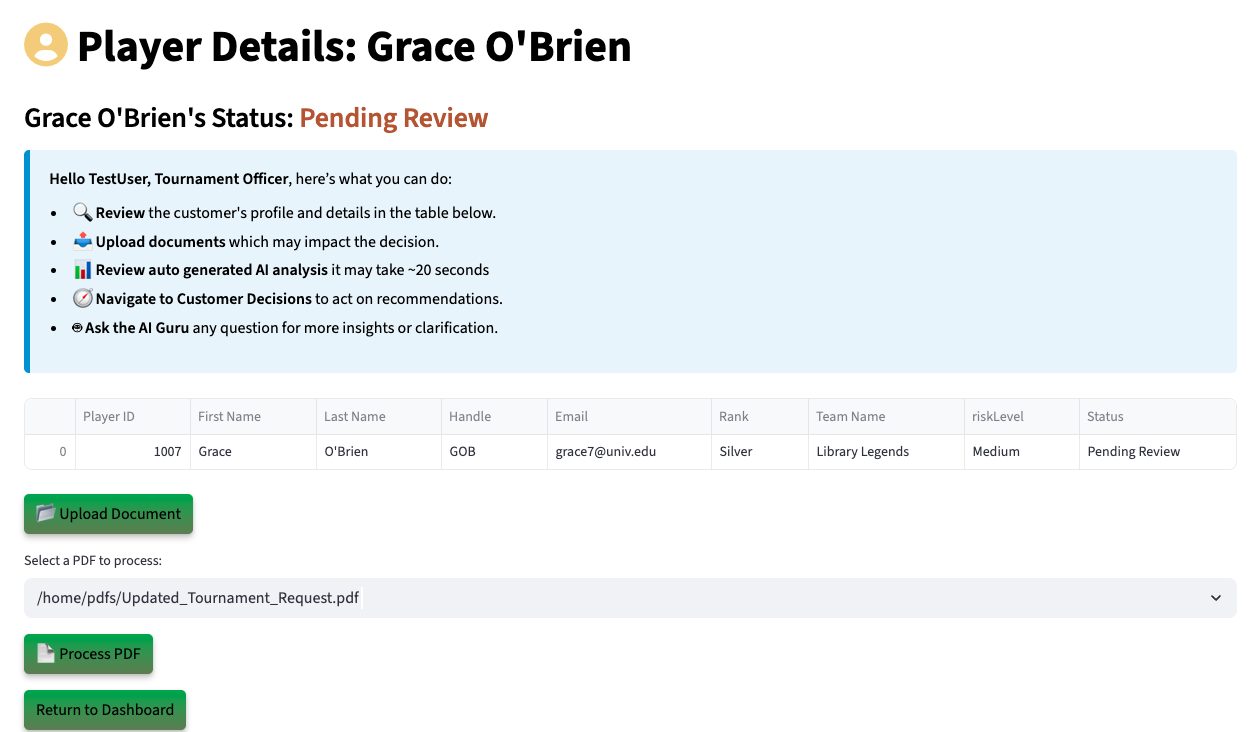 Player Details: Grace O'Brien
Grace O'Brien's Status: Pending Review
Hello TestUser, Tournament Officer, here’s what you can do:
Review the customer's profile and details in the table below.
Upload documents which may impact the decision.
Review auto generated AI analysis it may take ~20 seconds
Navigate to Customer Decisions to act on recommendations.
Ask the AI Guru any question for more insights or clarification.
Player ID First Name Last Name Handle Email Rank Team Name riskLevel Status
0 1007 Grace O'Brien GOB grace7@univ.edu Silver Library Legends Medium Pending Review
Upload Document
Select a PDF to process:
/home/pdfs/Updated_Tournament_Request.pdf
Process PDF
Return to Dashboard